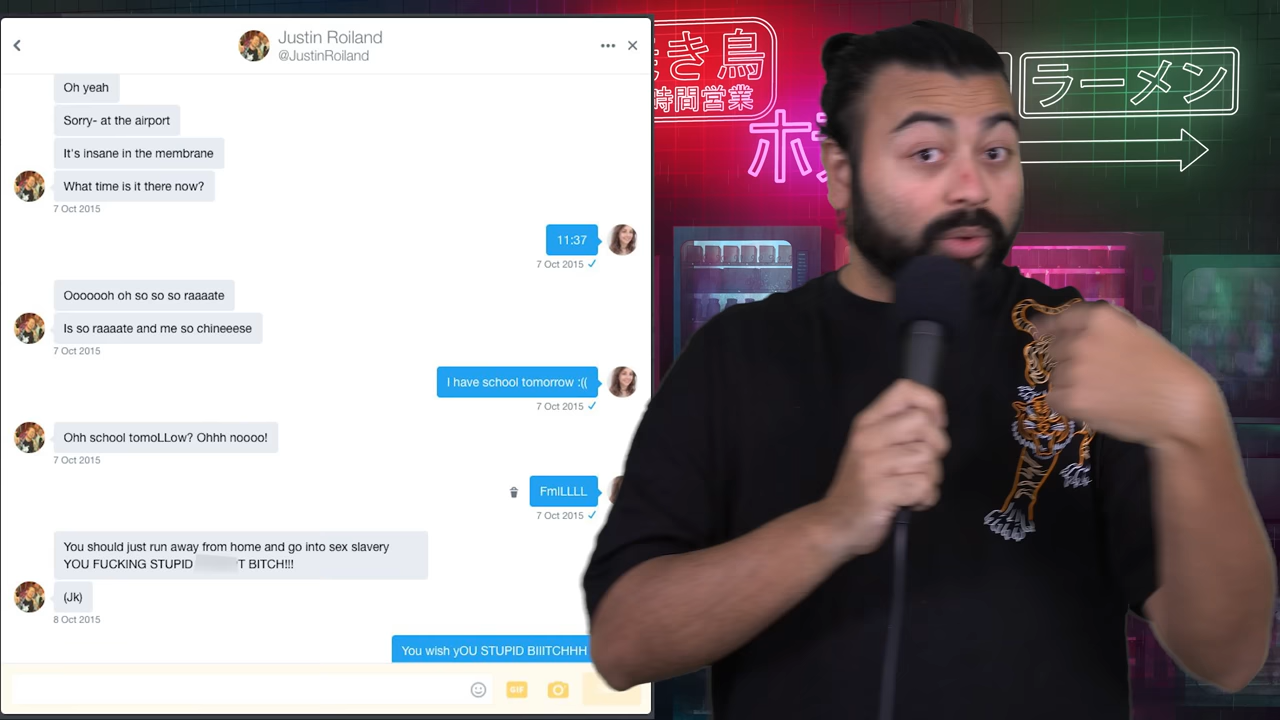 Justin Roiland
@JustinRoiland
Oh yeah
Sorry- at the airport
It's insane in the membrane
What time is it there now?
7 Oct 2015
11:37
7 Oct 2015
Ooooooh oh so so so raaaate
Is so raaaate and me so chineeese
7 Oct 2015
I have school tomorrow :((
7 Oct 2015
Ohh school tomoLLow? Ohhh noooo!
7 Oct 2015
FmlLLLL
7 Oct 2015
You should just run away from home and go into sex slavery
YOU FUCKING STUPID T BITCH!!!
(Jk)
8 Oct 2015
You wish yOU STUPID BIIITCHHH
GIF
き鳥
時間営業
ホ
ラーメン